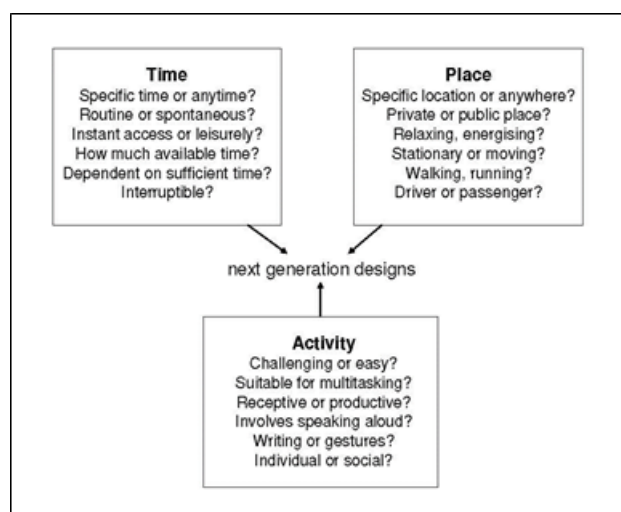 Time
Specific time or anytime?
Routine or spontaneous?
Instant access or leisurely?
How much available time?
Dependent on sufficient time?
Interruptible?
Place
Specific location or anywhere?
Private or public place?
Relaxing, energising?
Stationary or moving?
Walking, running?
Driver or passenger?
next generation designs
Activity
Challenging or easy?
Suitable for multitasking?
Receptive or productive?
Involves speaking aloud?
Writing or gestures?
Individual or social?